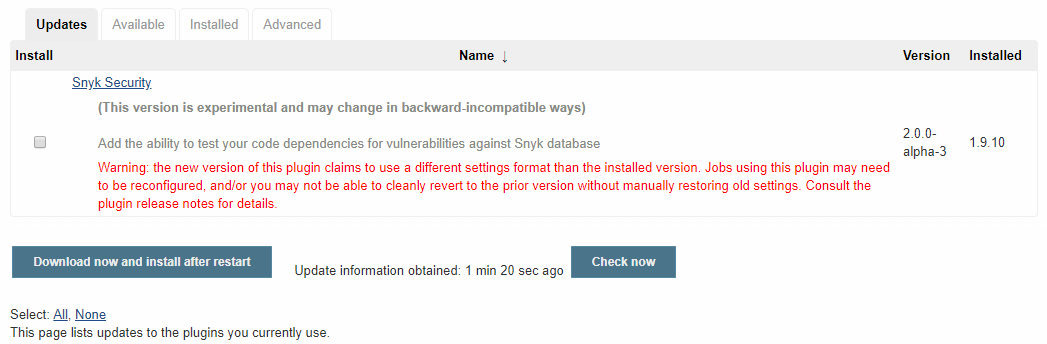 Updates Available Installed Advanced
Install Name ↓ Version Installed
Snyk Security
(This version is experimental and may change in backward-incompatible ways)
Add the ability to test your code dependencies for vulnerabilities against Snyk database
2.0.0-
alpha-3
1.9.10
Warning: the new version of this plugin claims to use a different settings format than the installed version. Jobs using this plugin may need
to be reconfigured, and/or you may not be able to cleanly revert to the prior version without manually restoring old settings. Consult the
plugin release notes for details.
Download now and install after restart Update information obtained: 1 min 20 sec ago Check now
Select: All, None
This page lists updates to the plugins you currently use.